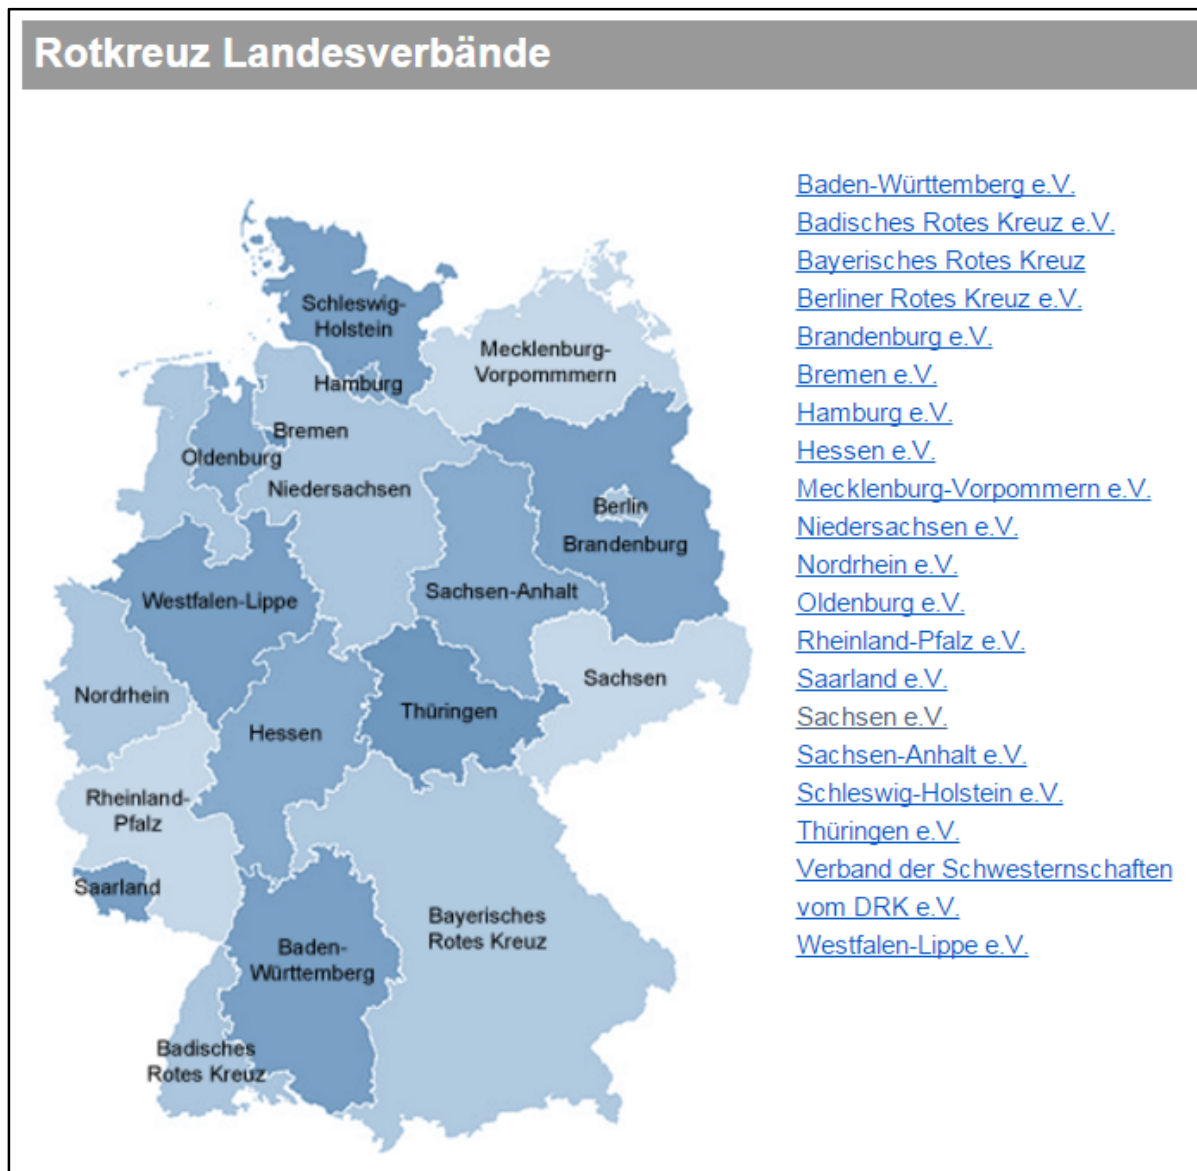 Rotkreuz Landesverbände
Schleswig-
Holstein
Mecklenburg-
Vorpommmern
Hamburg
Bremen
Oldenburg
Niedersachsen
Berlin
Brandenburg
Westfalen-Lippe
Sachsen-Anhalt
Nordrhein
Sachsen
Thüringen
Hessen
Rheinland-
Pfalz
Saarland
Bayerisches
Rotes Kreuz
Baden-
Württemberg
Badisches
Rotes Kreuz
Baden-Württemberg e.V.
Badisches Rotes Kreuz e.V.
Bayerisches Rotes Kreuz
Berliner Rotes Kreuz e.V.
Brandenburg e.V.
Bremen e.V.
Hamburg e.V.
Hessen e.V.
Mecklenburg-Vorpommern e.V.
Niedersachsen e.V.
Nordrhein e.V.
Oldenburg e.V.
Rheinland-Pfalz e.V.
Saarland e.V.
Sachsen e.V.
Sachsen-Anhalt e.V.
Schleswig-Holstein e.V.
Thüringen e.V.
Verband der Schwesternschaften
vom DRK e.V.
Westfalen-Lippe e.V.